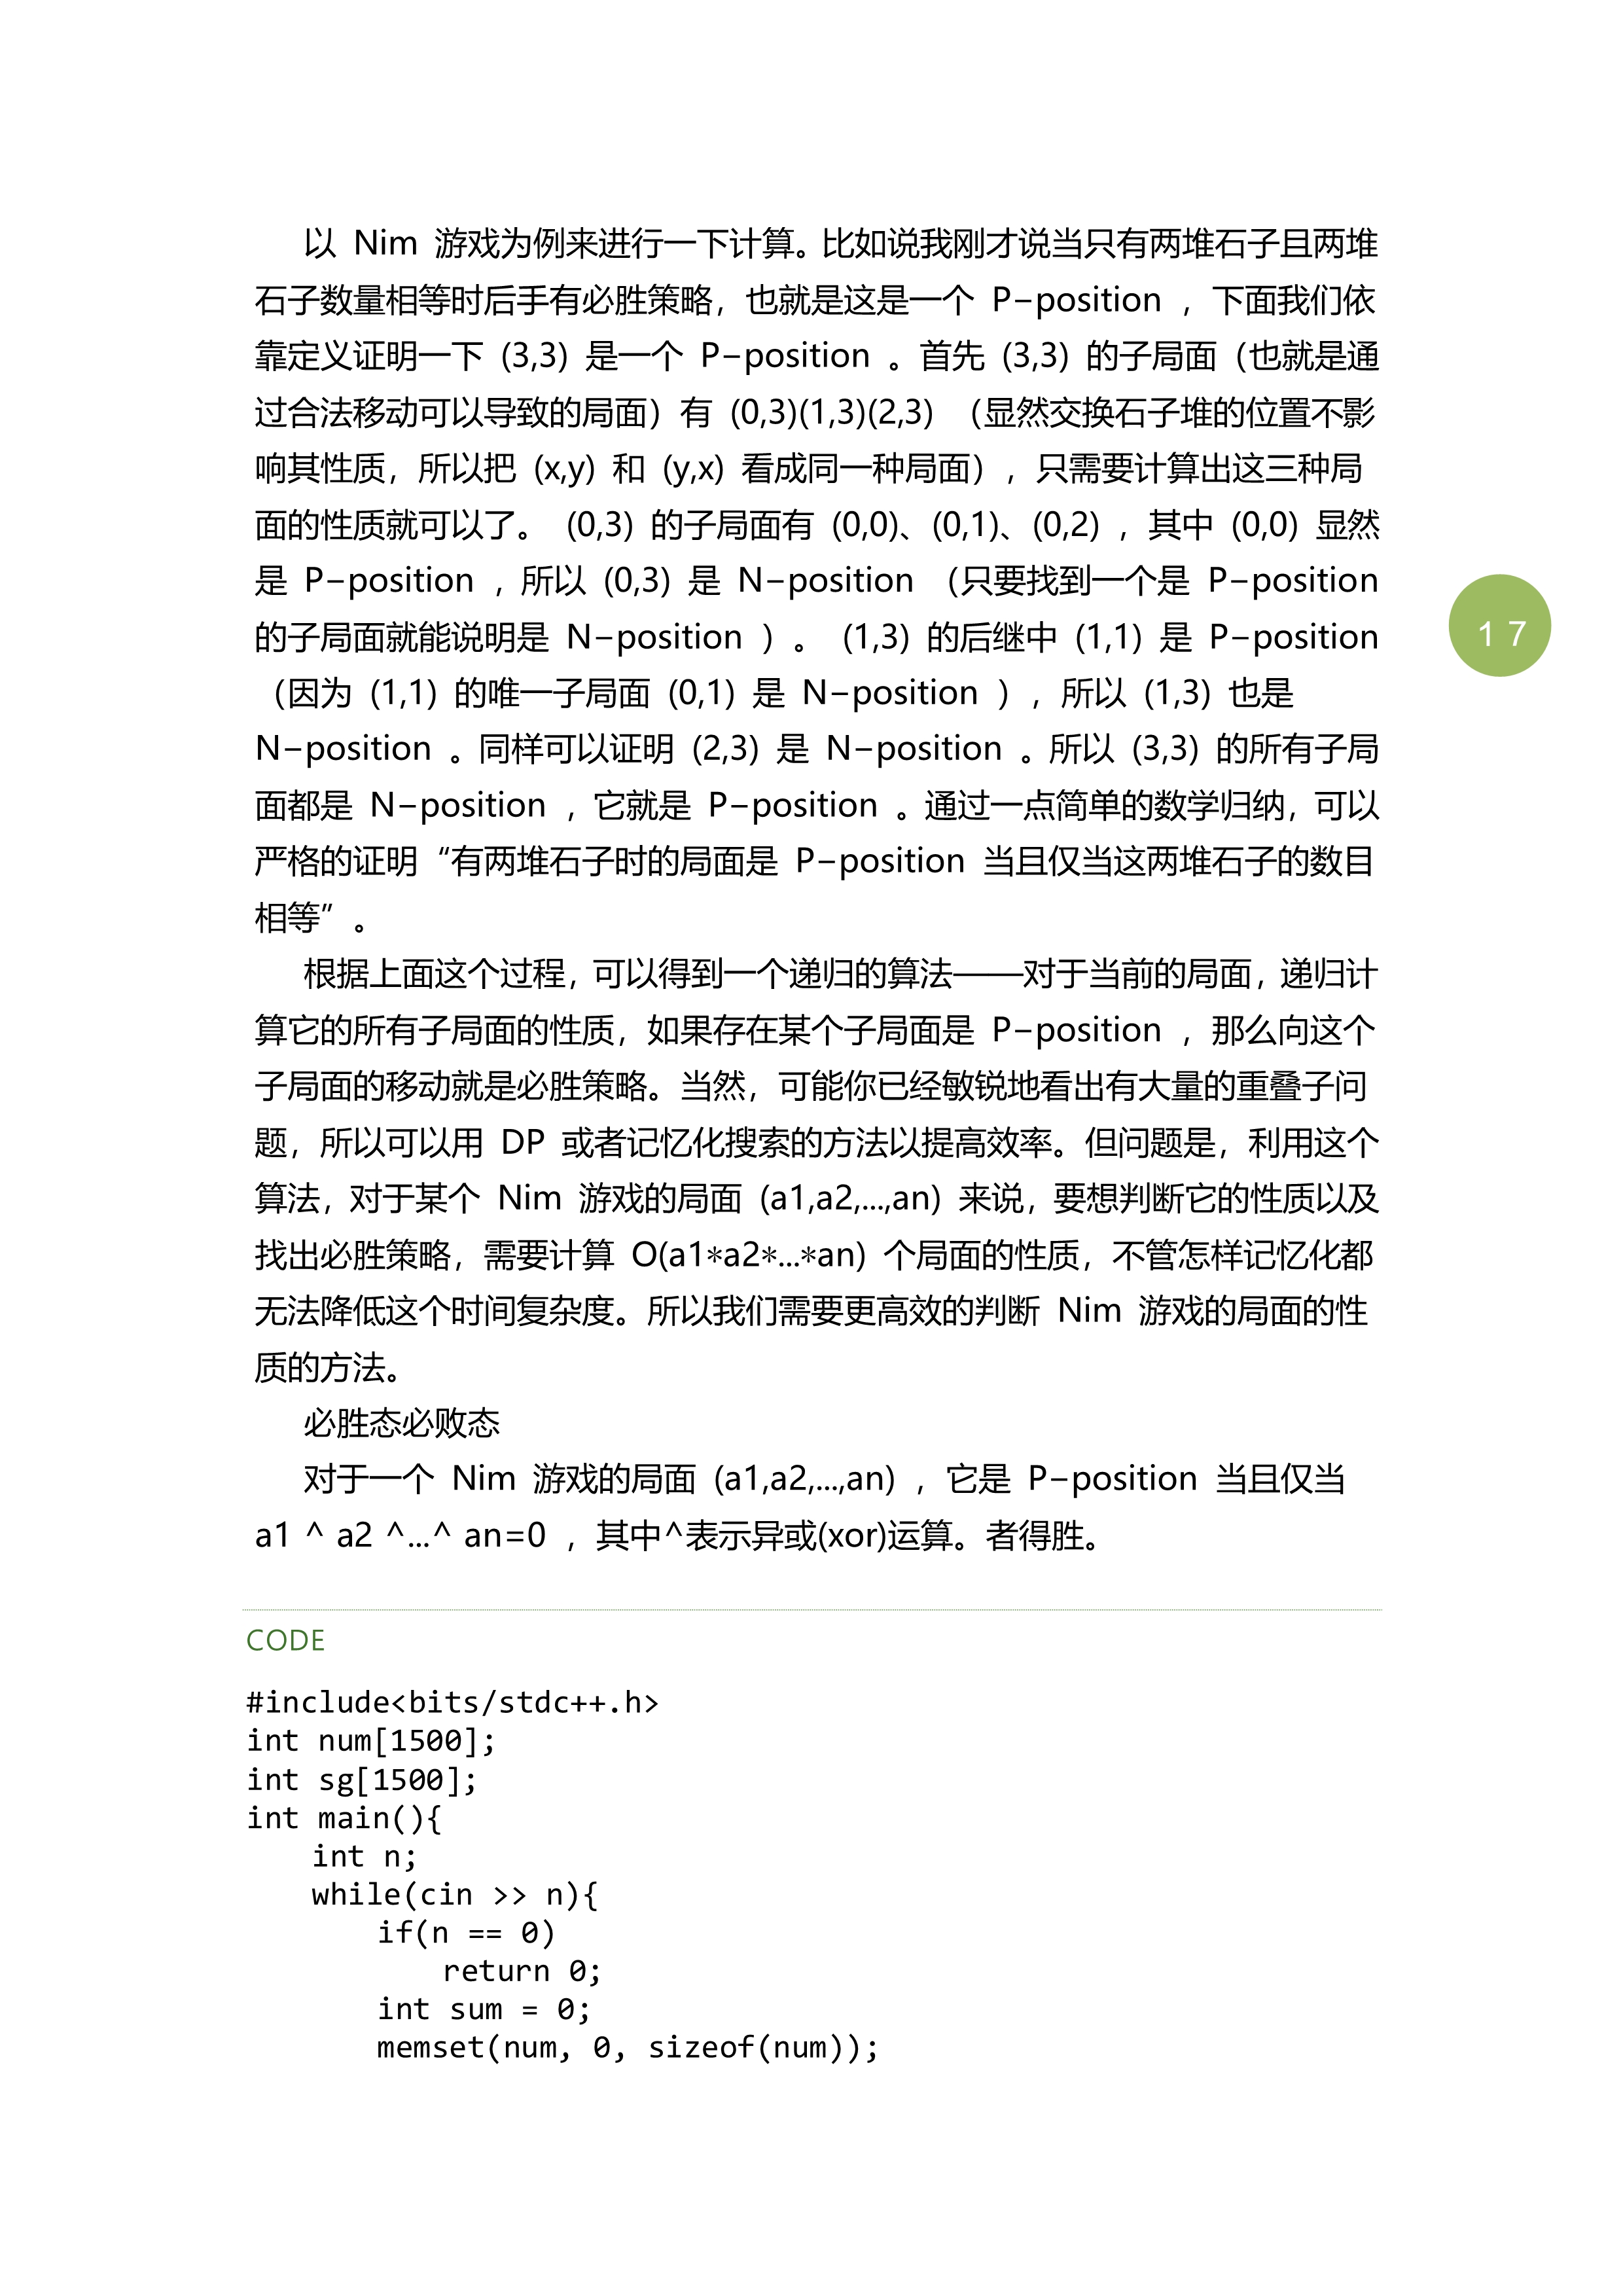 以 Nim 游戏为例来进行一下计算。比如说我刚才说当只有两堆石子且两堆
石子数量相等时后手有必胜策略，也就是这是一个 P-position ，下面我们依
靠定义证明一下 (3,3) 是一个 P-position 。首先 (3,3) 的子局面（也就是通
过合法移动可以导致的局面）有 (0,3)(1,3)(2,3) （显然交换石子堆的位置不影
响其性质，所以把 (x,y) 和 (y,x) 看成同一种局面），只需要计算出这三种局
面的性质就可以了。 (0,3) 的子局面有 (0,0)、(0,1)、(0,2) ，其中 (0,0) 显然
是 P-position ，所以 (0,3) 是 N-position （只要找到一个是 P-position
的子局面就能说明是 N-position ）。 (1,3) 的后继中 (1,1) 是 P-position
（因为 (1,1) 的唯一子局面 (0,1) 是 N-position ），所以 (1,3) 也是
N-position 。同样可以证明 (2,3) 是 N-position 。所以 (3,3) 的所有子局
面都是 N-position ，它就是 P-position 。通过一点简单的数学归纳，可以
严格的证明“有两堆石子时的局面是 P-position 当且仅当这两堆石子的数目
相等”。
根据上面这个过程，可以得到一个递归的算法——对于当前的局面，递归计
算它的所有子局面的性质，如果存在某个子局面是 P-position ，那么向这个
子局面的移动就是必胜策略。当然，可能你已经敏锐地看出有大量的重叠子问
题，所以可以用 DP 或者记忆化搜索的方法以提高效率。但问题是，利用这个
算法，对于某个 Nim 游戏的局面 (a1,a2,...,an) 来说，要想判断它的性质以及
找出必胜策略，需要计算 O(a1*a2*...*an) 个局面的性质，不管怎样记忆化都
无法降低这个时间复杂度。所以我们需要更高效的判断 Nim 游戏的局面的性
质的方法。
必胜态必败态
对于一个 Nim 游戏的局面 (a1,a2,...,an) ，它是 P-position 当且仅当
a1 ^ a2 ^...^ an=0 ，其中^表示异或(xor)运算。者得胜。
17
CODE
#include<bits/stdc++.h>
int num[1500];
int sg[1500];
int main(){
    int n;
    while(cin >> n){
        if(n == 0)
            return 0;
        int sum = 0;
        memset(num, 0, sizeof(num));